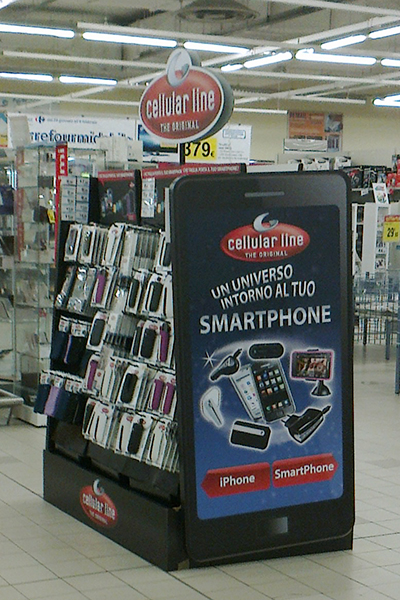 cellular line
THE ORIGINAL
379€
cellular line
THE ORIGINAL
UN UNIVERSO
INTORNO AL TUO
SMARTPHONE
iPhone
SmartPhone
cellular line
THE ORIGINAL